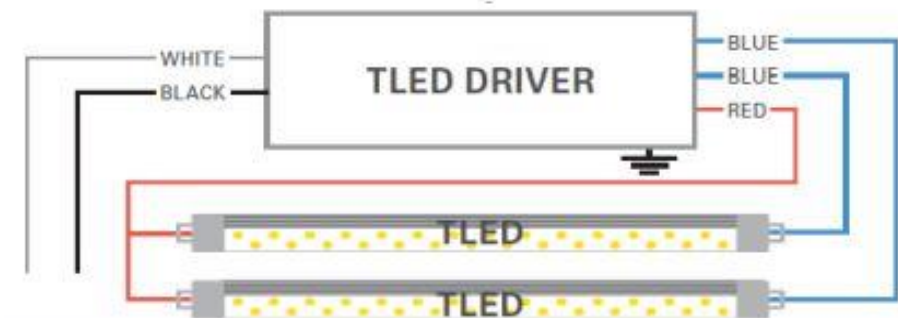 WHITE
BLACK
TLED DRIVER
BLUE
BLUE
RED
TLED
TLED